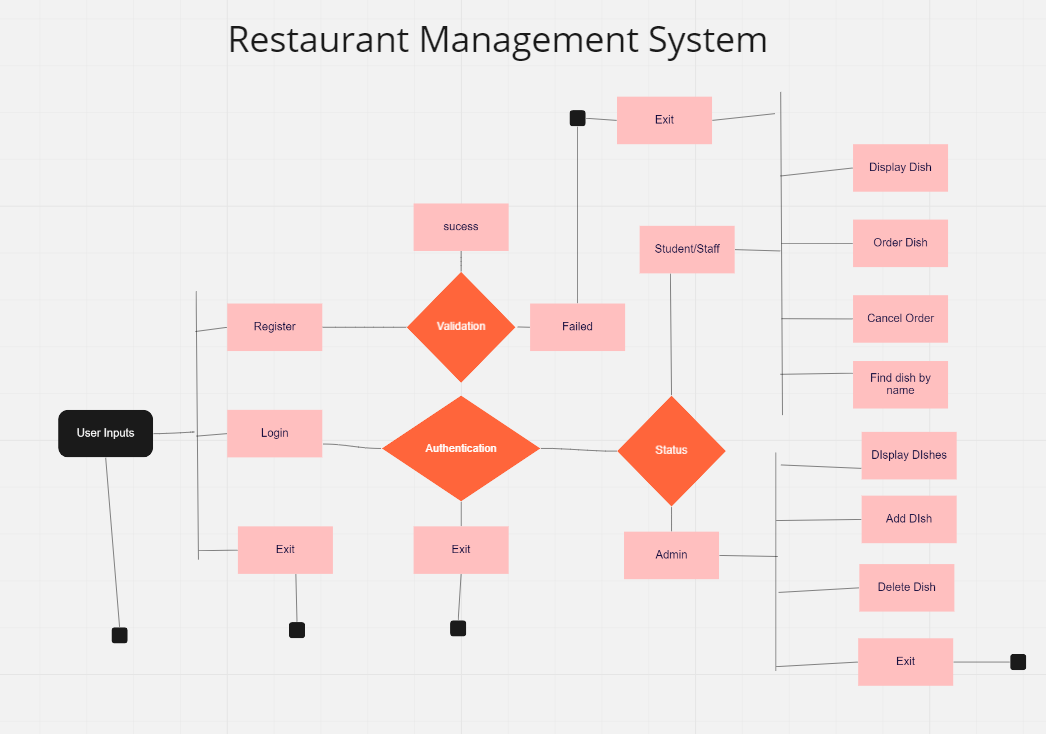 Restaurant Management System
Exit
Display Dish
sucess
Student/Staff
Order Dish
Register
Validation
Failed
Cancel Order
Find dish by
name
User Inputs
Login
Authentication
Status
DIsplay DIshes
Add DIsh
Exit
Exit
Admin
Delete Dish
Exit